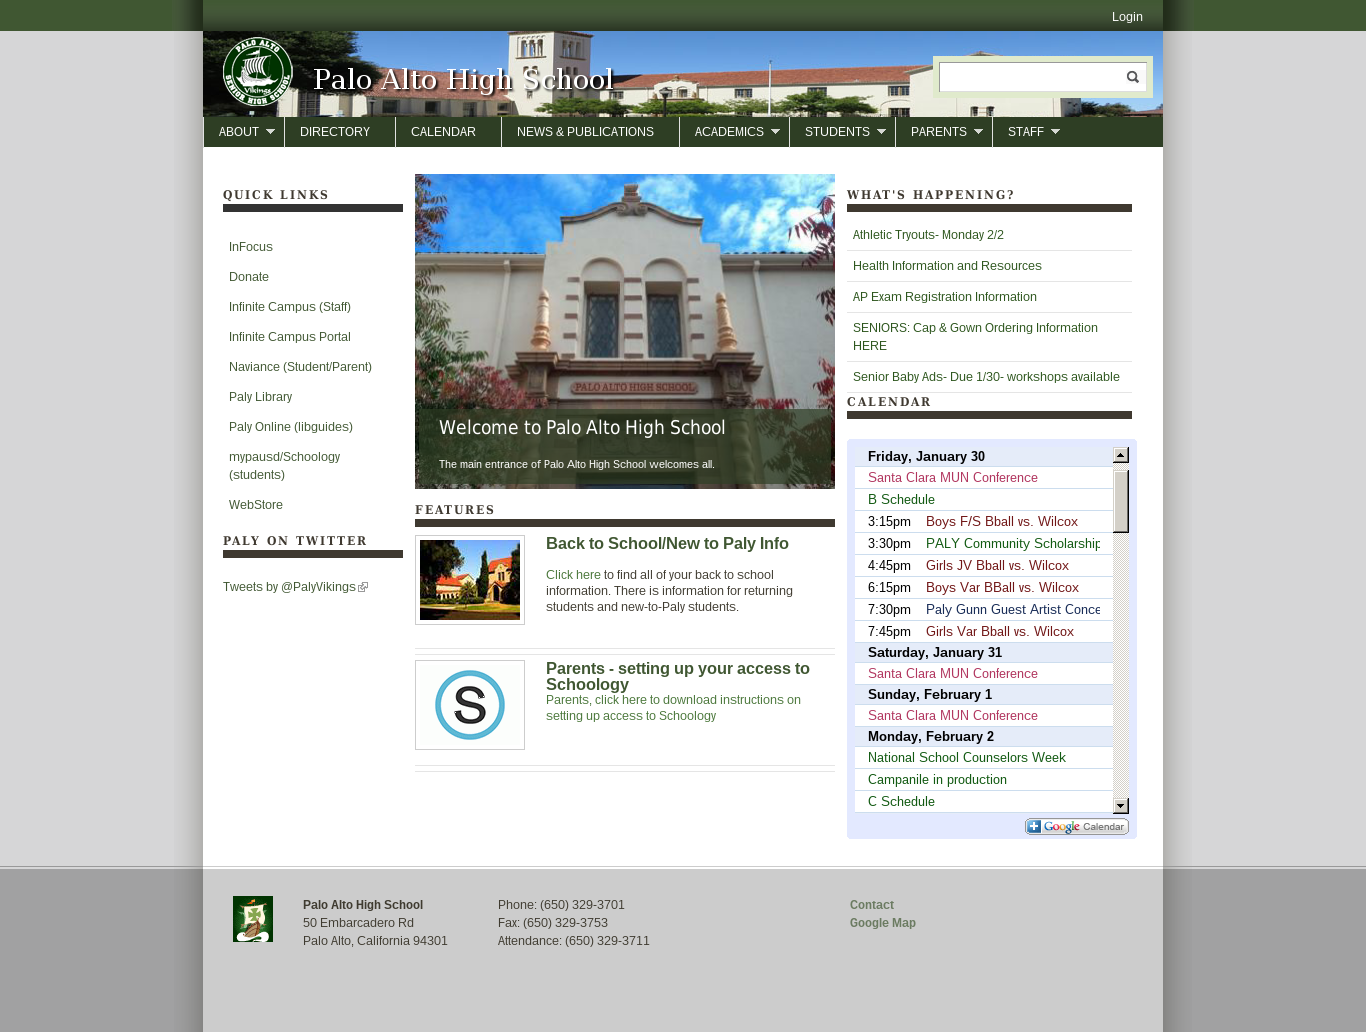 Login
PALO ALTO
Vikings
SENIOR HIGH SCHOOL
Palo Alto High School
ABOUT
DIRECTORY
CALENDAR
NEWS & PUBLICATIONS
ACADEMICS
STUDENTS
PARENTS
STAFF
QUICK LINKS
InFocus
Donate
Infinite Campus (Staff)
Infinite Campus Portal
Naviance (Student/Parent)
Paly Library
Paly Online (libguides)
mypausd/Schoology
(students)
WebStore
PALY ON TWITTER
Tweets by @PalyVikings
PALO ALTO HIGH SCHOOL
Welcome to Palo Alto High School
The main entrance of Palo Alto High School welcomes all.
FEATURES
Back to School/New to Paly Info
Click here to find all of your back to school
information. There is information for returning
students and new-to-Paly students.
Parents - setting up your access to
Schoology
Parents, click here to download instructions on
setting up access to Schoology
S
WHAT'S HAPPENING?
Athletic Tryouts- Monday 2/2
Health Information and Resources
AP Exam Registration Information
SENIORS: Cap & Gown Ordering Information
HERE
Senior Baby Ads- Due 1/30- workshops available
CALENDAR
Friday, January 30
Santa Clara MUN Conference
B Schedule
3:15pm Boys F/S Bball vs. Wilcox
3:30pm PALY Community Scholarship
4:45pm Girls JV Bball vs. Wilcox
6:15pm Boys Var BBall vs. Wilcox
7:30pm Paly Gunn Guest Artist Conce
7:45pm Girls Var Bball vs. Wilcox
Saturday, January 31
Santa Clara MUN Conference
Sunday, February 1
Santa Clara MUN Conference
Monday, February 2
National School Counselors Week
Campanile in production
C Schedule
Google Calendar
Palo Alto High School
50 Embarcadero Rd
Palo Alto, California 94301
Phone: (650) 329-3701
Fax: (650) 329-3753
Attendance: (650) 329-3711
Contact
Google Map